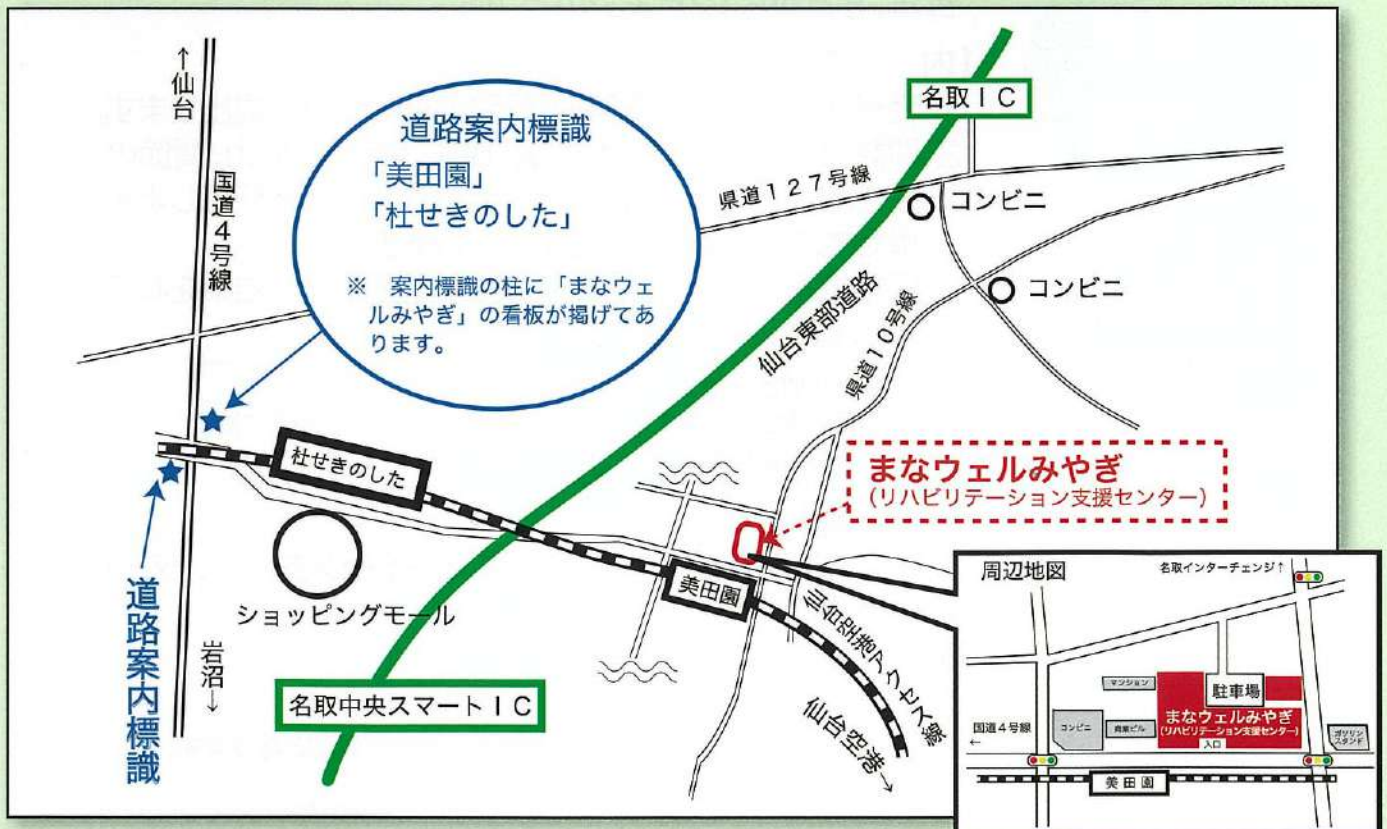 ↑仙台
国道4号線
道路案内標識
「美田園」
「杜せきのした」
※　案内標識の柱に「まなウェ
ルみやぎ」の看板が掲げてあ
ります。
名取ＩＣ
県道１２７号線
コンビニ
コンビニ
仙台東部道路
県道１０号線
杜せきのした
まなウェルみやぎ
(リハビリテーション支援センター)
ショッピングモール
美田園
道路案内標識
岩沼→
名取中央スマートＩＣ
仙台空港アクセス線
仙台空港→
周辺地図
名取インターチェンジ↑
マンション
駐車場
国道４号線
←
コンビニ
商業ビル
まなウェルみやぎ
(リハビリテーション支援センター)
入口
ガソリン
スタンド
美田園